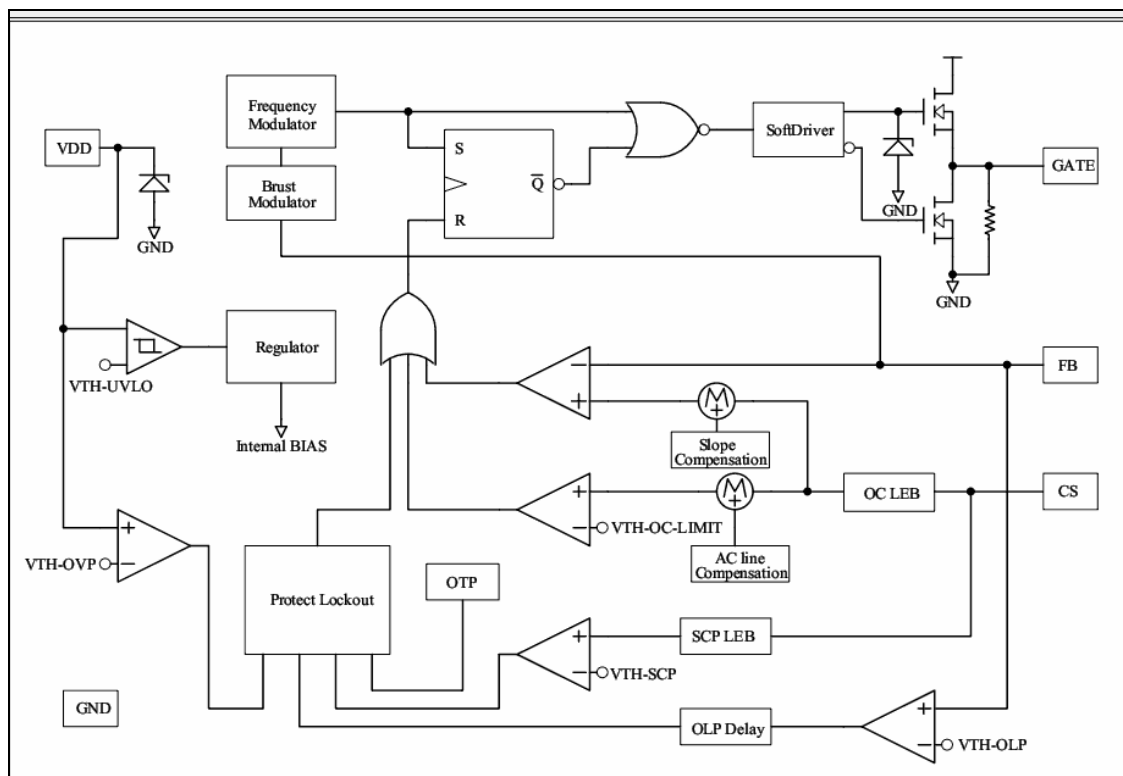 Frequency
Modulator
SoftDriver
VDD
S
Q
R
Brust
Modulator
GATE
GND
GND
GND
Regulator
VTH-UVLO
FB
Slope
Compensation
Internal BIAS
OC LEB
CS
VTH-OC-LIMIT
VTH-OVP
AC line
Compensation
OTP
Protect Lockout
SCP LEB
VTH-SCP
GND
OLP Delay
VTH-OLP